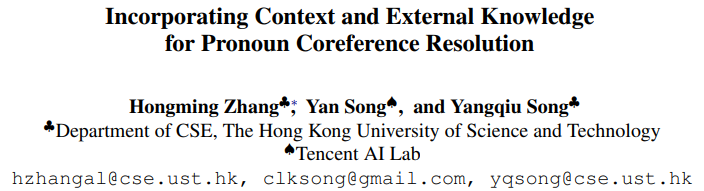 Incorporating Context and External Knowledge
for Pronoun Coreference Resolution
Hongming Zhang♣,* Yan Song♠, and Yangqiu Song♣
♣Department of CSE, The Hong Kong University of Science and Technology
♠Tencent AI Lab
hzhangal@cse.ust.hk, clksong@gmail.com, yqsong@cse.ust.hk